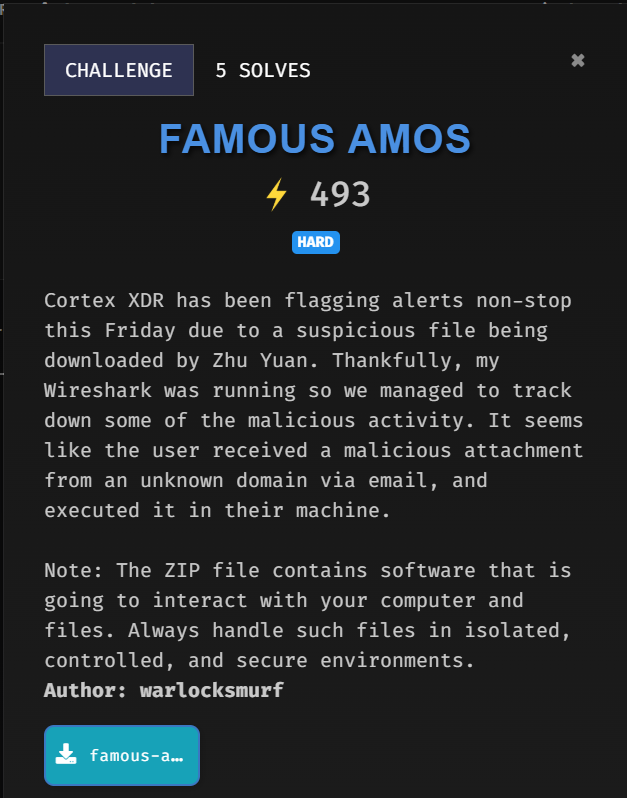 CHALLENGE
5 SOLVES
FAMOUS AMOS
493
HARD
Cortex XDR has been flagging alerts non-stop
this Friday due to a suspicious file being
downloaded by Zhu Yuan. Thankfully, my
Wireshark was running so we managed to track
down some of the malicious activity. It seems
like the user received a malicious attachment
from an unknown domain via email, and
executed it in their machine.
Note: The ZIP file contains software that is
going to interact with your computer and
files. Always handle such files in isolated,
controlled, and secure environments.
Author: warlocksmurf
famous-a…